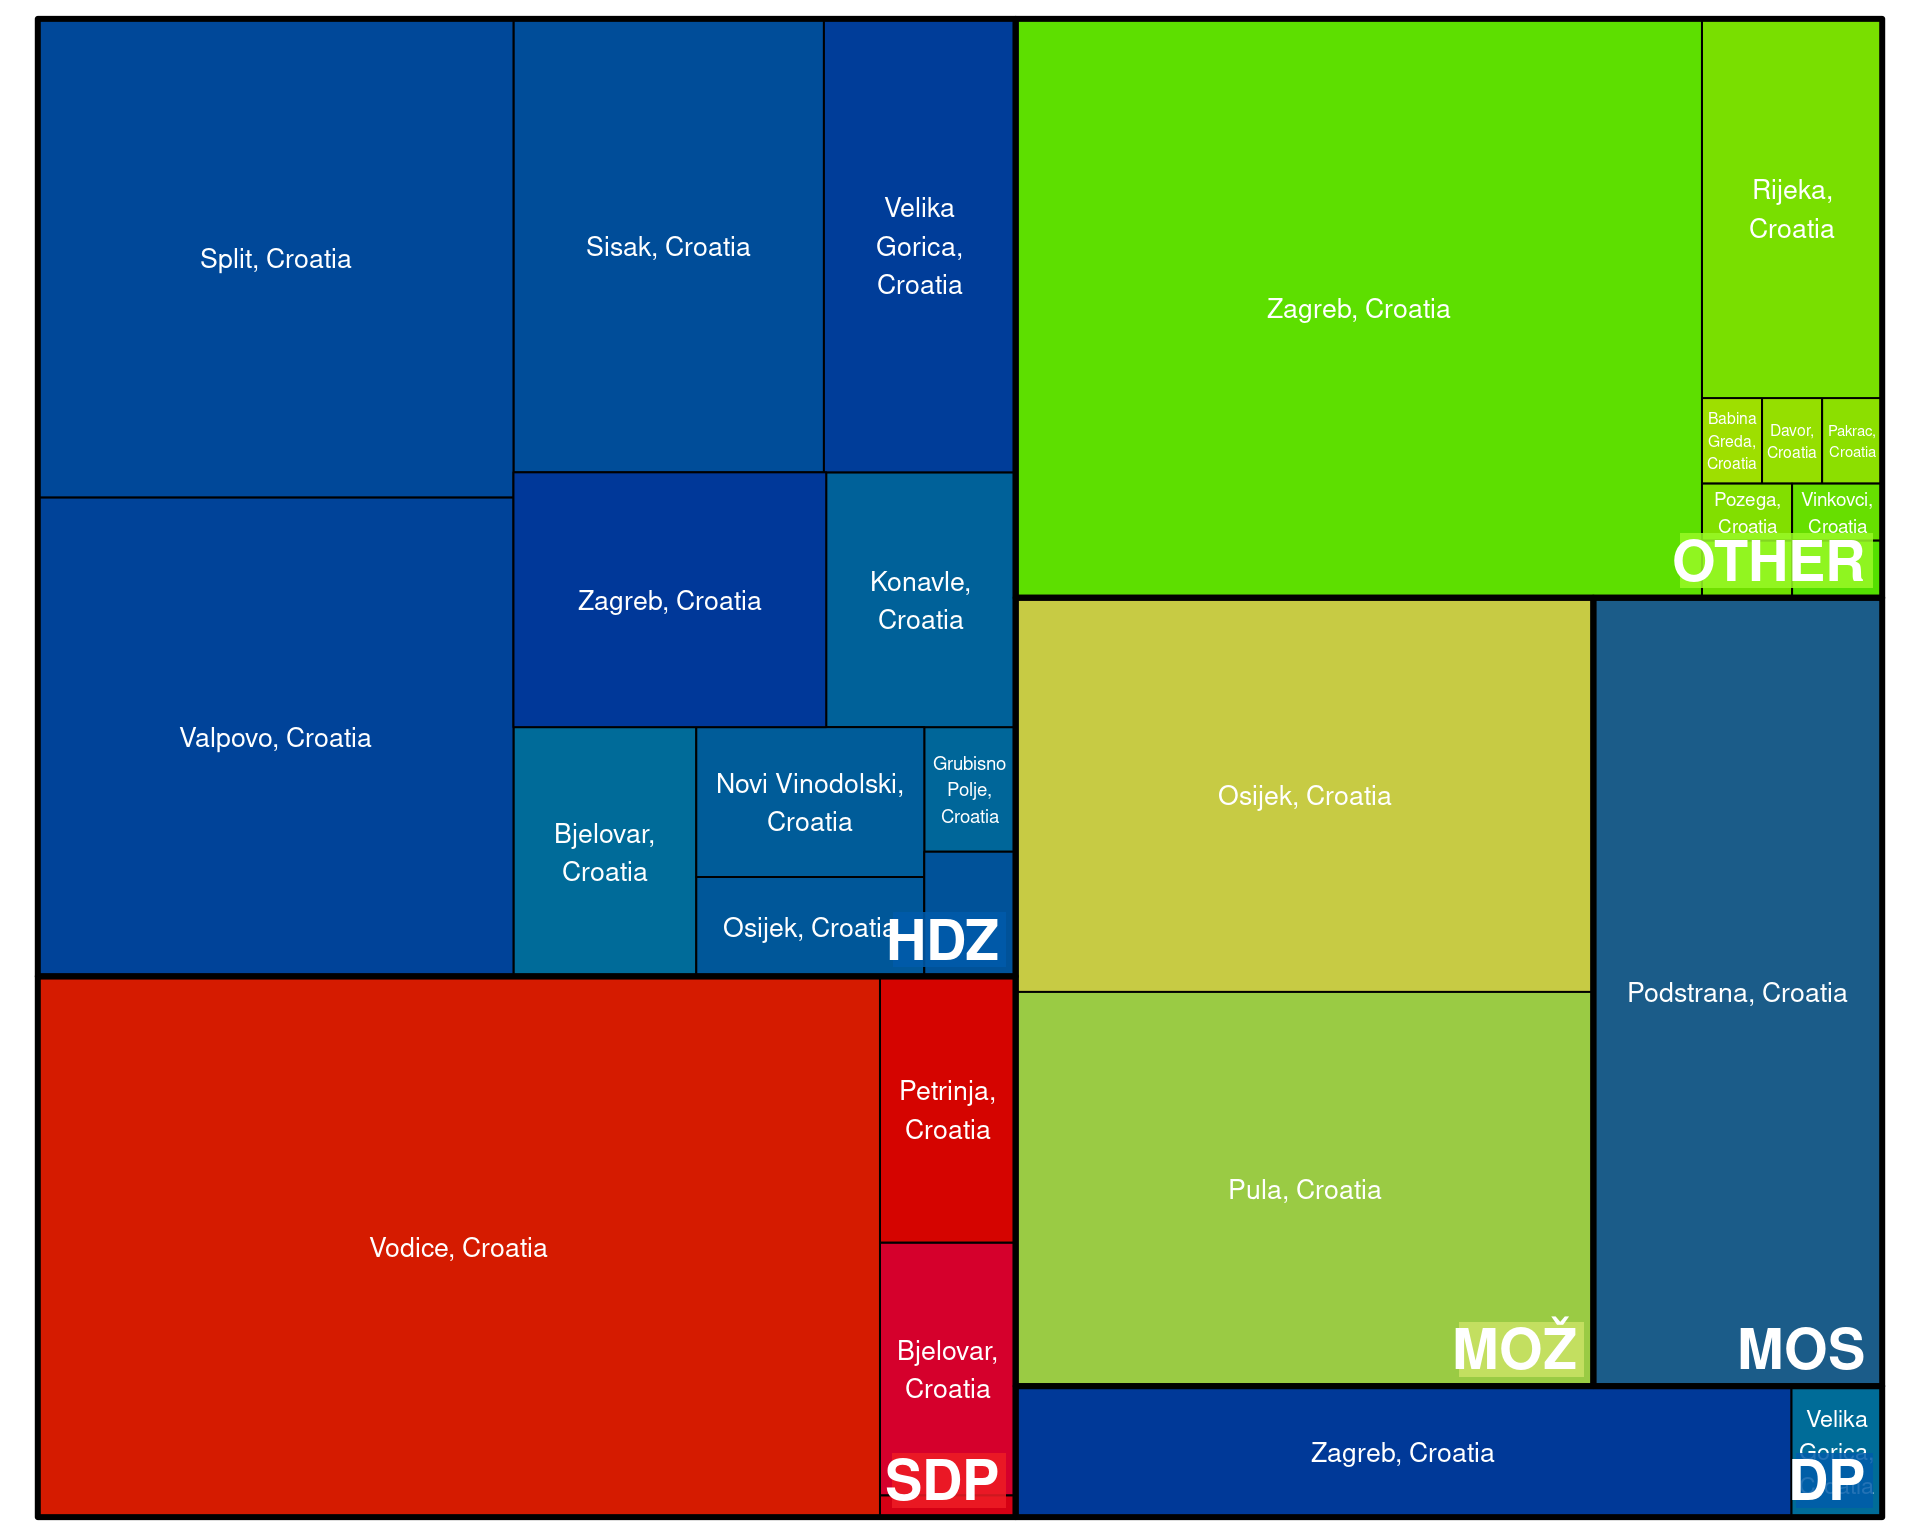 Split, Croatia
Sisak, Croatia
Velika
Gorica,
Croatia
Valpovo, Croatia
Zagreb, Croatia
Konavle,
Croatia
Bjelovar,
Croatia
Novi Vinodolski,
Croatia
Grubisno
Polje,
Croatia
Osijek, Croatia
HDZ
Vodice, Croatia
Petrinja,
Croatia
Bjelovar,
Croatia
SDP
Zagreb, Croatia
Rijeka,
Croatia
Babina
Greda,
Croatia
Davor,
Croatia
Pakrac,
Croatia
Pozega,
Croatia
Vinkovci,
Croatia
OTHER
Osijek, Croatia
Pula, Croatia
MOŽ
Podstrana, Croatia
MOS
Zagreb, Croatia
Velika
Gorica,
Croatia
DP